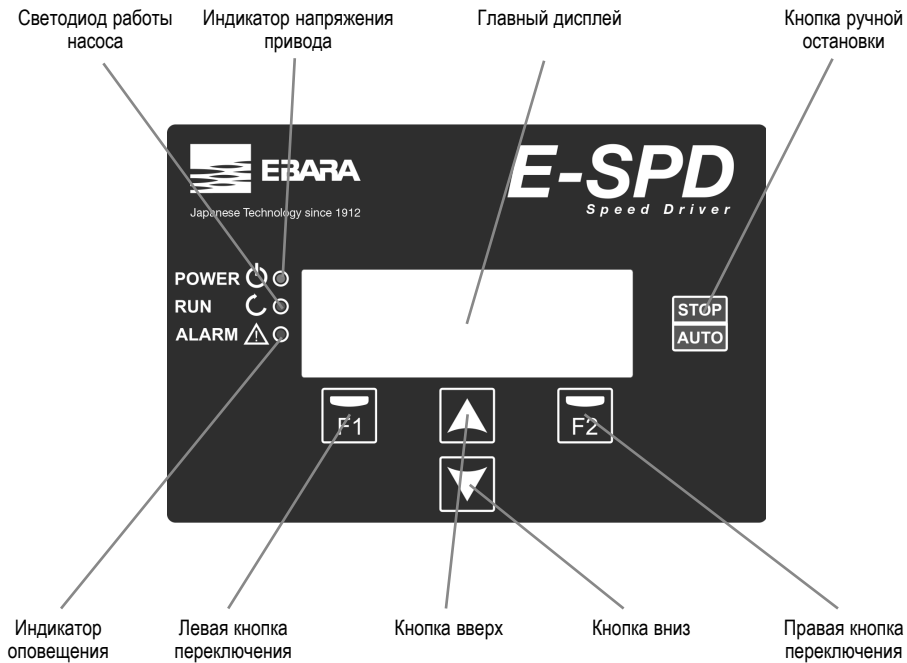 Светодиод работы
насоса
Индикатор напряжения
привода
Главный дисплей
Кнопка ручной
остановки
EBARA
Japanese Technology since 1912
E-SPD
Speed Driver
POWER
RUN
ALARM
STOP
AUTO
F1
F2
Индикатор
оповещения
Левая кнопка
переключения
Кнопка вверх
Кнопка вниз
Правая кнопка
переключения